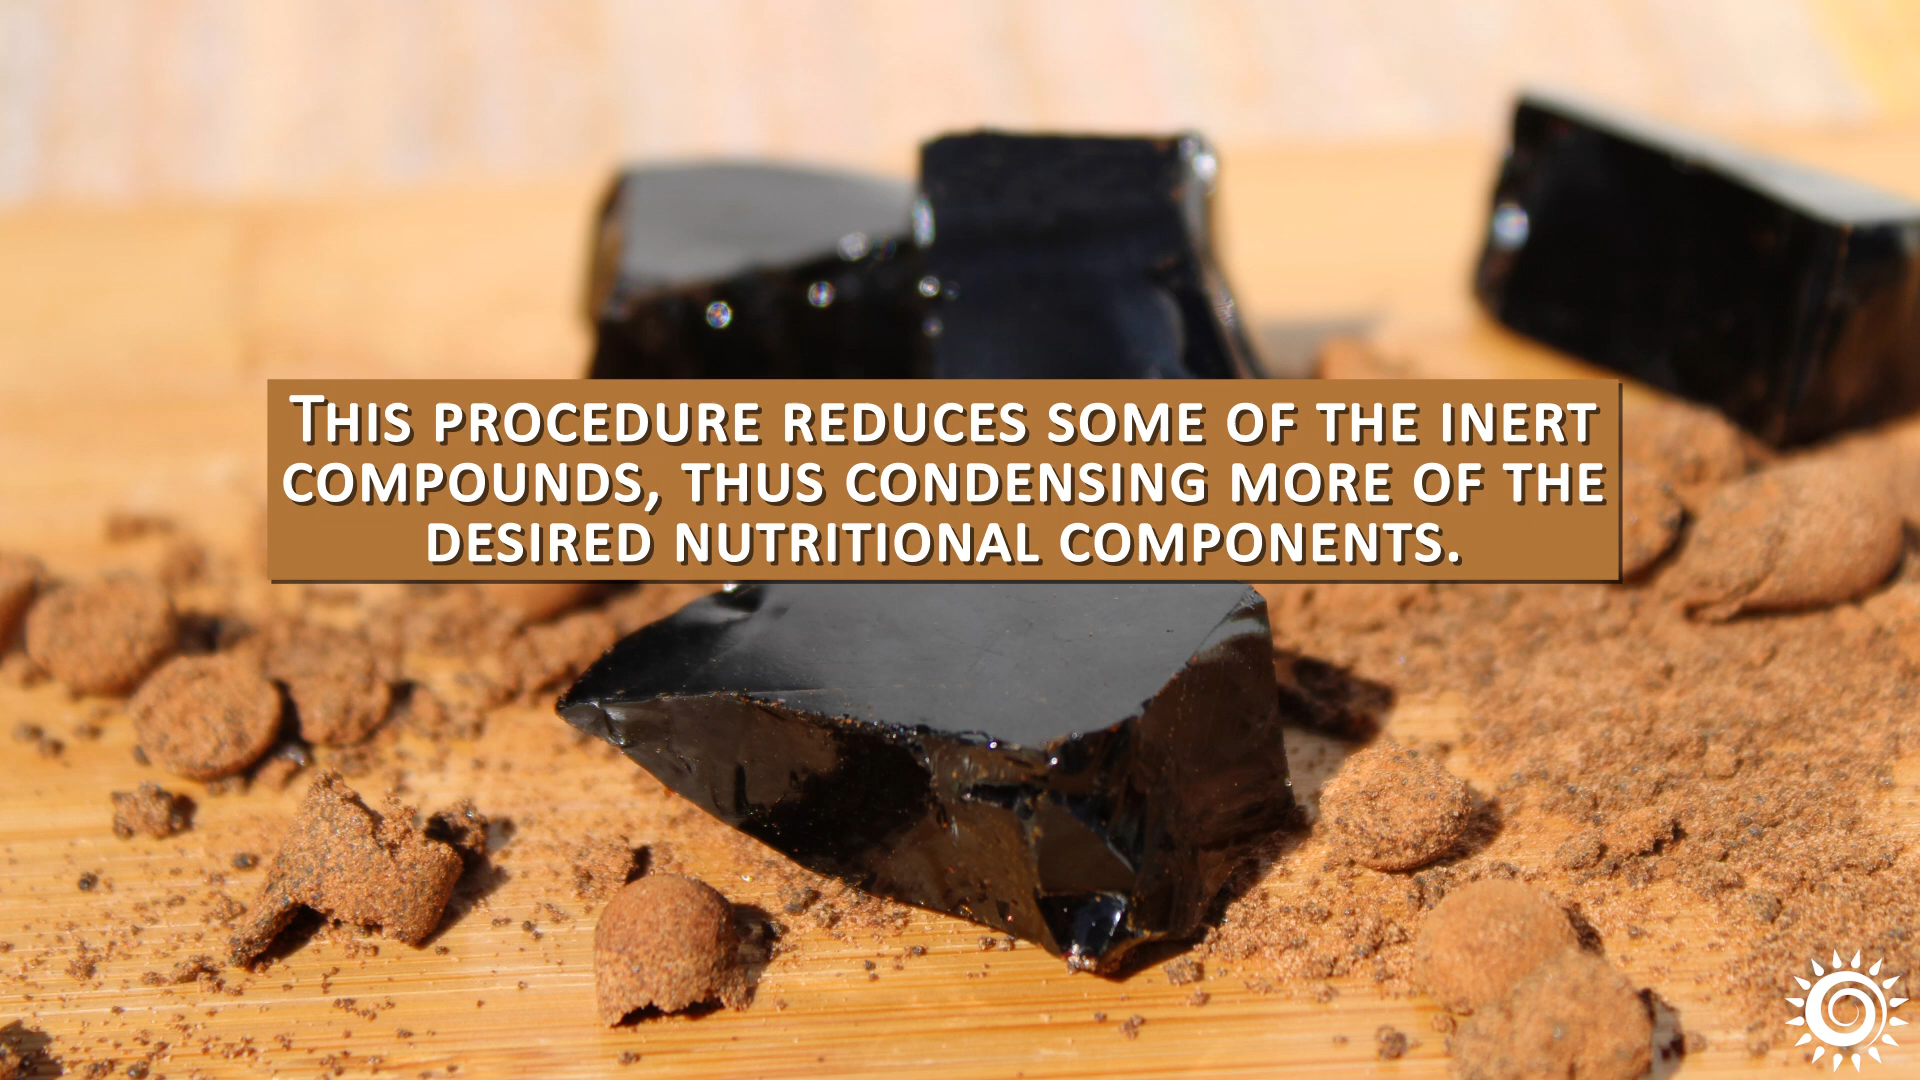 This procedure reduces some of the inert
compounds, thus condensing more of the
desired nutritional components.